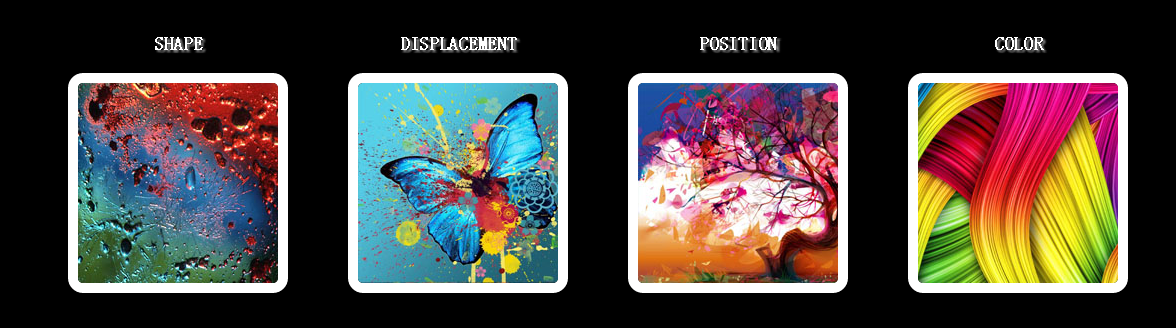 SHAPE
DISPLACEMENT
POSITION
COLOR